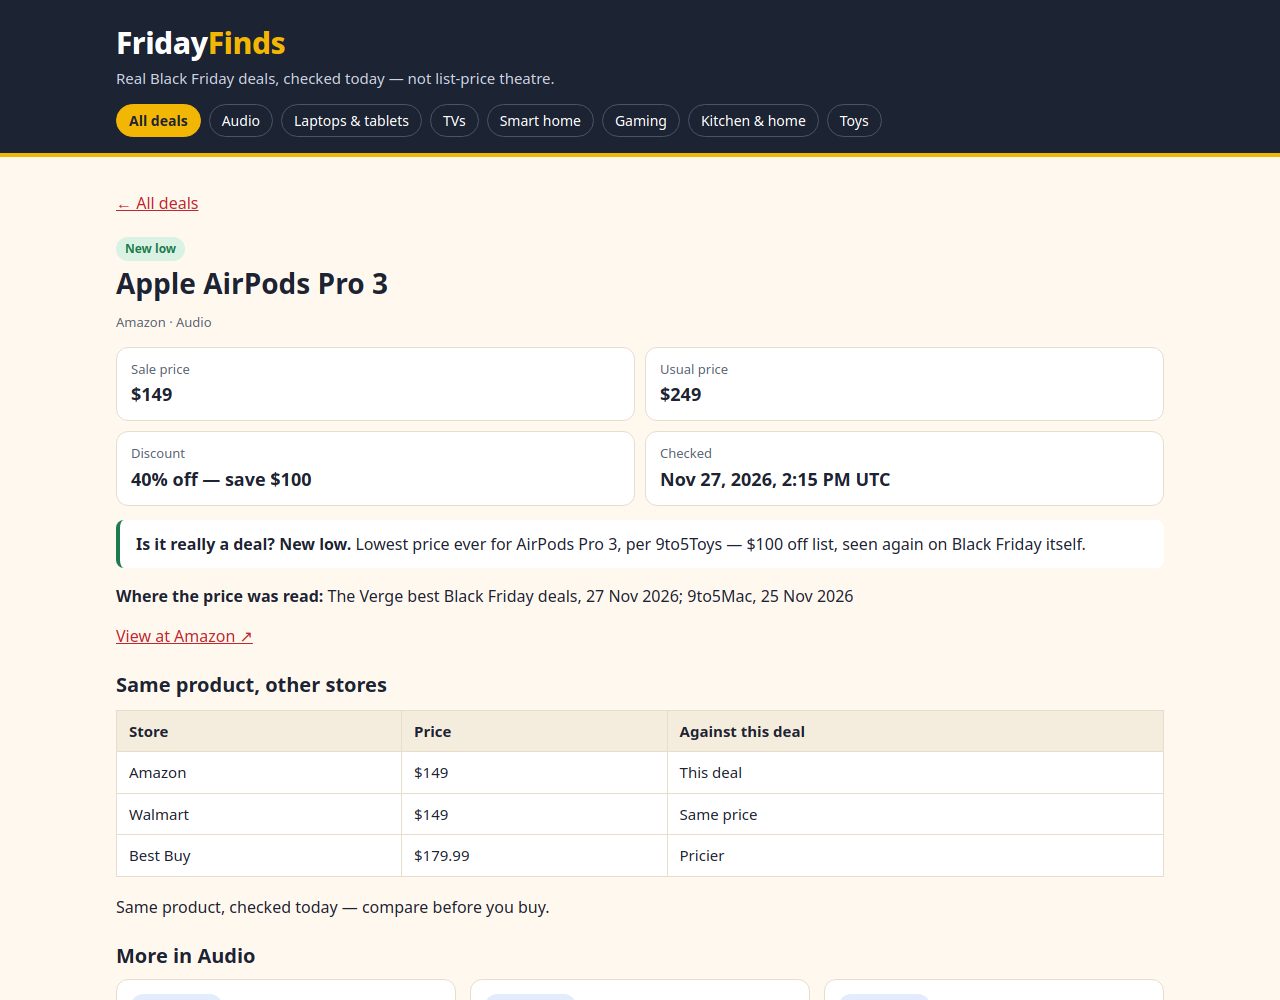 FridayFinds
Real Black Friday deals, checked today — not list-price theatre.
All deals Audio Laptops & tablets TVs Smart home Gaming Kitchen & home Toys
← All deals
New low
Apple AirPods Pro 3
Amazon · Audio
Sale price
$149
Usual price
$249
Discount
40% off — save $100
Checked
Nov 27, 2026, 2:15 PM UTC
Is it really a deal? New low. Lowest price ever for AirPods Pro 3, per 9to5Toys — $100 off list, seen again on Black Friday itself.
Where the price was read: The Verge best Black Friday deals, 27 Nov 2026; 9to5Mac, 25 Nov 2026
View at Amazon ↗
Same product, other stores
Store Price Against this deal
Amazon $149 This deal
Walmart $149 Same price
Best Buy $179.99 Pricier
Same product, checked today — compare before you buy.
More in Audio